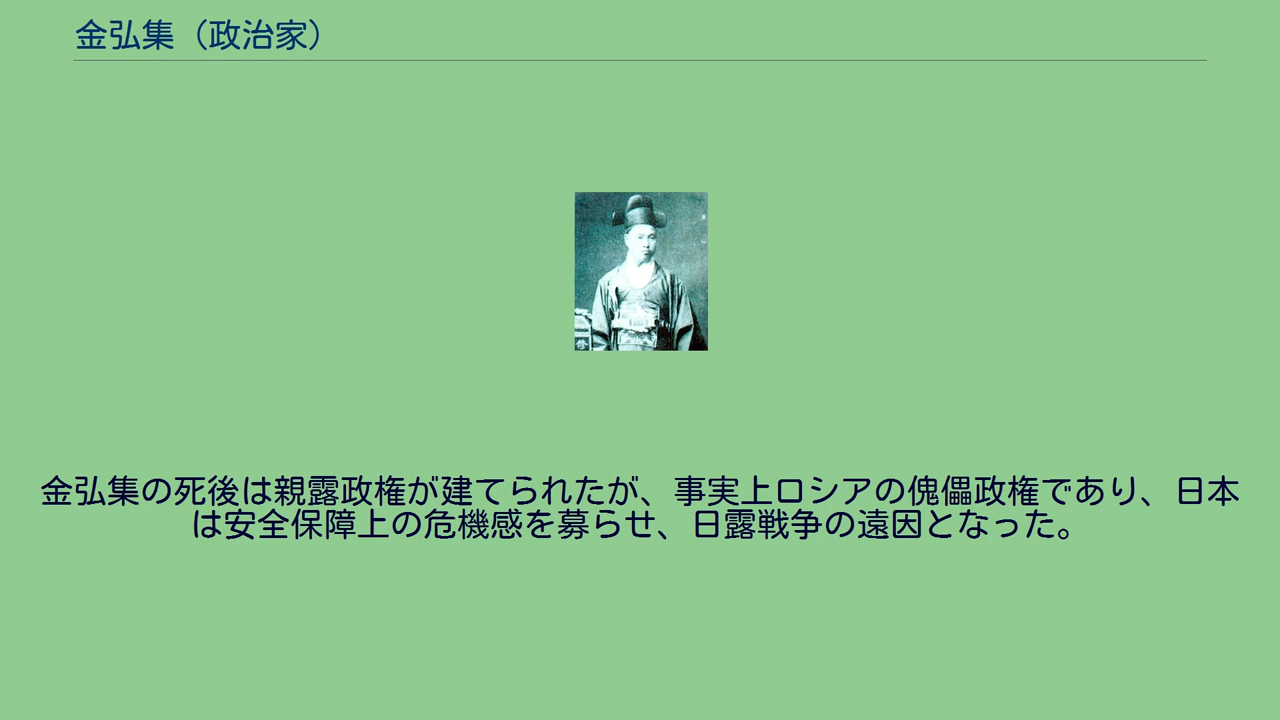 金弘集（政治家）
金弘集の死後は親露政権が建てられたが、事実上ロシアの傀儡政権であり、日本
は安全保障上の危機感を募らせ、日露戦争の遠因となった。